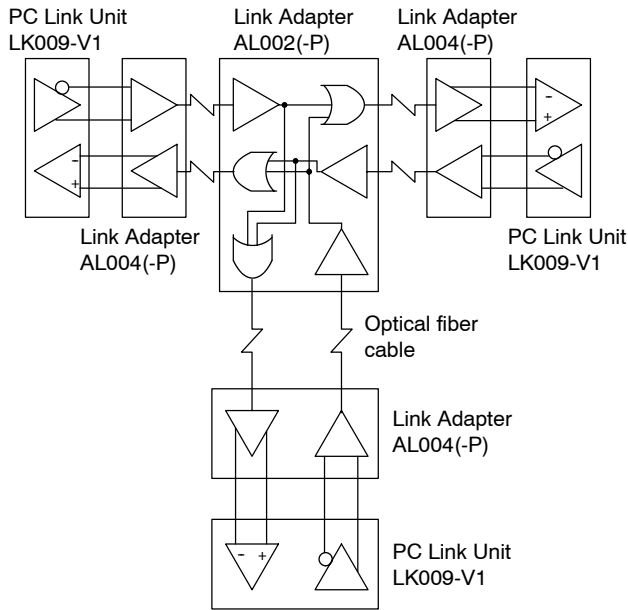 PC Link Unit
LK009-V1
Link Adapter
AL002(-P)
Link Adapter
AL004(-P)
-
+
-
+
Link Adapter
AL004(-P)
PC Link Unit
LK009-V1
Optical fiber
cable
Link Adapter
AL004(-P)
- +
PC Link Unit
LK009-V1